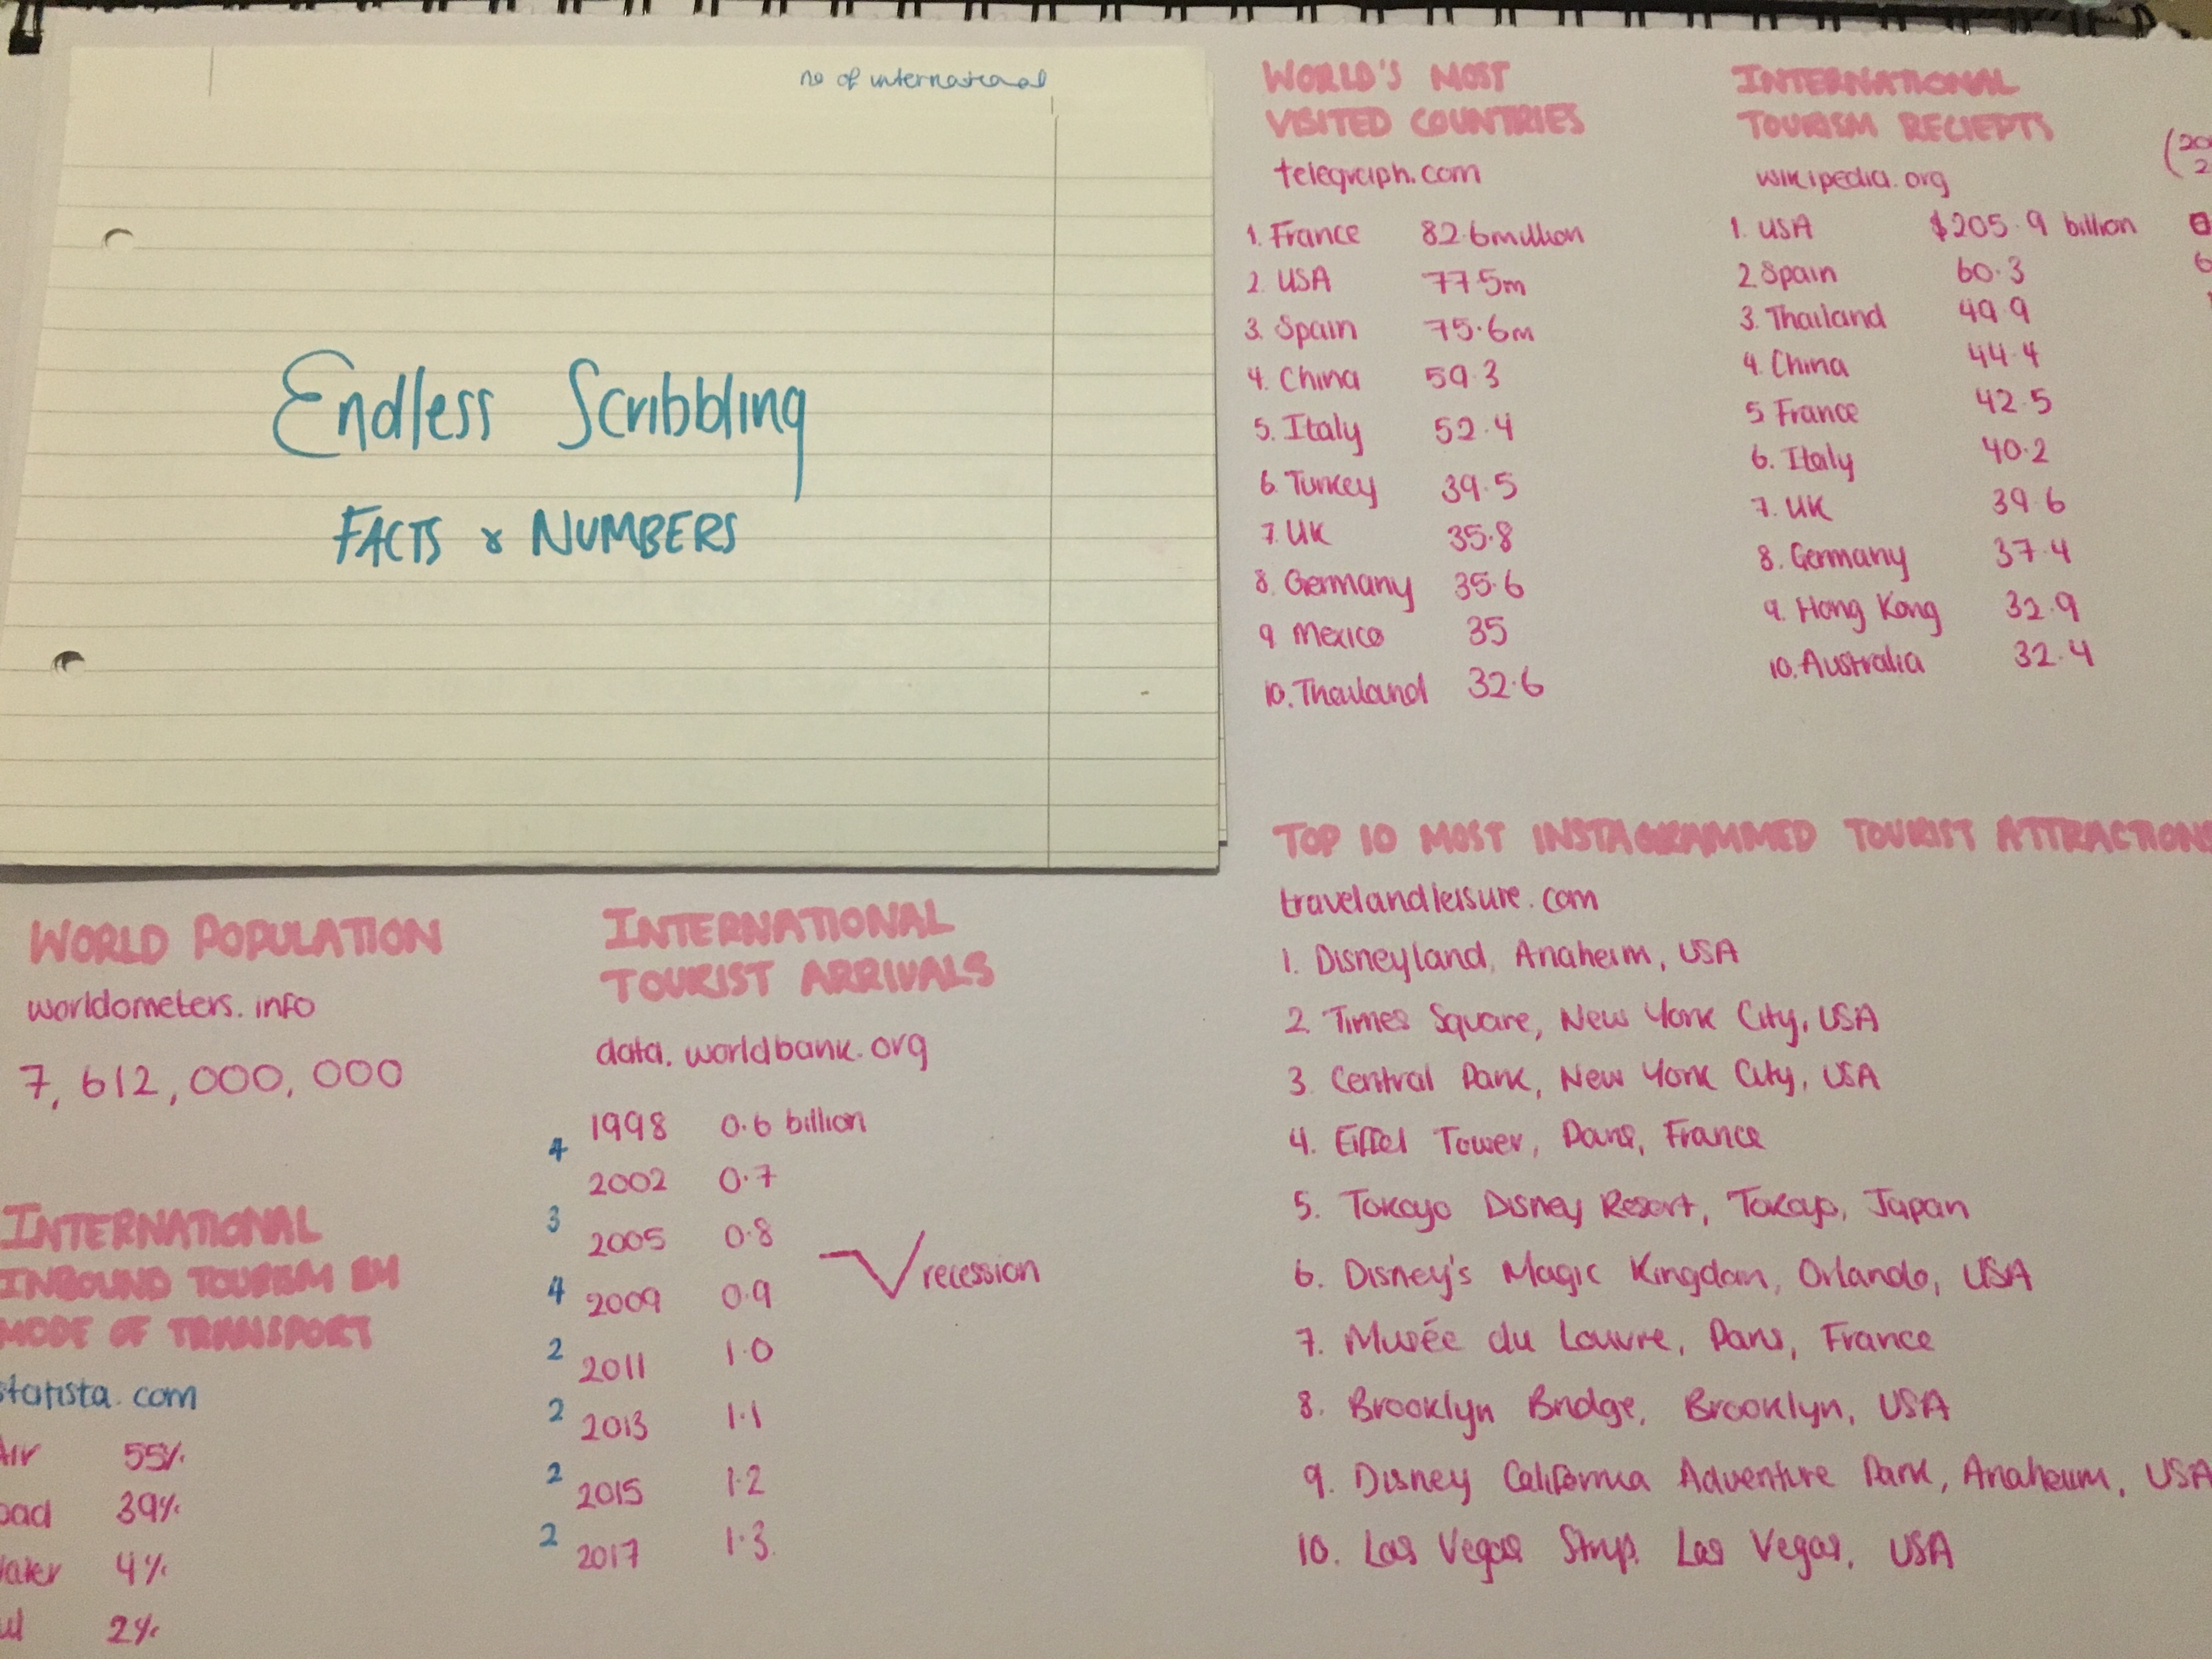 no of international
Endless Scribbling
FACTS & NUMBERS
WORLD'S MOST
VISITED COUNTRIES
telegraph.com
1. France 82.6million
2. USA 77.5m
3. Spain 75.6m
4. China 59.3
5. Italy 52.4
6. Turkey 39.5
7. UK 35.8
8. Germany 35.6
9 Mexico 35
10. Thailand 32.6
INTERNATIONAL
TOURISM RECIEPTS
wikipedia.org
1. USA $205.9 billion
2 Spain 60.3
3. Thailand 49.9
4. China 44.4
5 France 42.5
6. Italy 40.2
7. UK 39.6
8. Germany 37.4
9. Hong Kong 32.9
10. Australia 32.4
WORLD POPULATION
worldometers.info
7,612,000,000
INTERNATIONAL
INBOUND TOURISM BY
MODE OF TRANSPORT
statista.com
Air 55%
oad 39%
ater 4%
2%
INTERNATIONAL
TOURIST ARRIVALS
data.worldbank.org
1998 0.6 billion
4
2002 0.7
3
2005 0.8
recession
4
2009 0.9
2
2011 1.0
2
2013 1.1
2
2015 1.2
2
2017 1.3
TOP 10 MOST INSTAGRAMMED TOURIST ATTRACTIONS
travelandleisure.com
1. Disneyland, Anaheim, USA
2. Times Square, New York City, USA
3. Central Park, New York City, USA
4. Eiffel Tower, Paris, France
5. Tokoyo Disney Resort, Tokoyo, Japan
6. Disney's Magic Kingdom, Orlando, USA
7. Musée du Louvre, Paris, France
8. Brooklyn Bridge, Brooklyn, USA
9. Disney California Adventure Park, Anaheim, USA
10. Las Vegas Strip. Las Vegas, USA